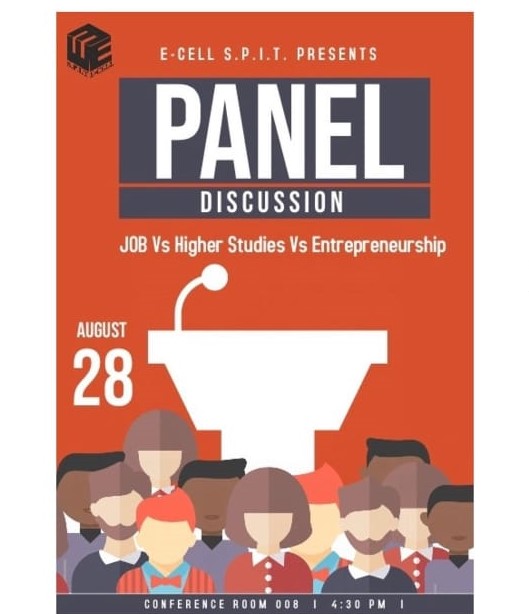 E-CELL S.P.I.T. PRESENTS
PANEL
DISCUSSION
JOB Vs Higher Studies Vs Entrepreneurship
AUGUST
28
CONFERENCE ROOM 008 | 4:30 PM |